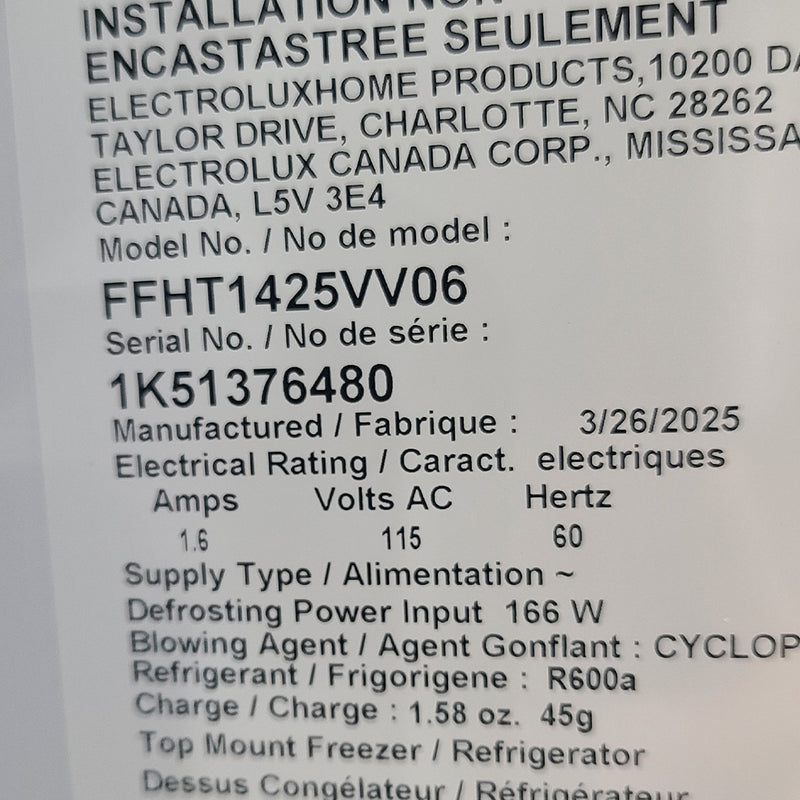 INSTALLATION NON
ENCASTASTREE SEULEMENT
ELECTROLUXHOME PRODUCTS,10200 DA
TAYLOR DRIVE, CHARLOTTE, NC 28262
ELECTROLUX CANADA CORP., MISSISSA
CANADA, L5V 3E4
Model No. / No de model :
FFHT1425VV06
Serial No. / No de série :
1K51376480
Manufactured / Fabrique : 3/26/2025
Electrical Rating / Caract. electriques
Amps Volts AC Hertz
1.6 115 60
Supply Type / Alimentation ~
Defrosting Power Input 166 W
Blowing Agent / Agent Gonflant : CYCLOP
Refrigerant / Frigorigene : R600a
Charge / Charge : 1.58 oz. 45g
Top Mount Freezer / Refrigerator
Dessus Congélateur / Réfrigérateur